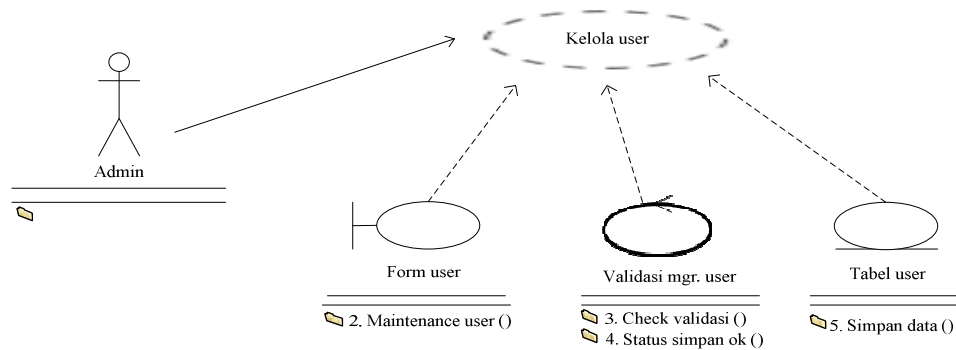 Kelola user
Admin
Form user
Validasi mgr. user
Tabel user
2. Maintenance user ()
3. Check validasi ()
4. Status simpan ok ()
5. Simpan data ()